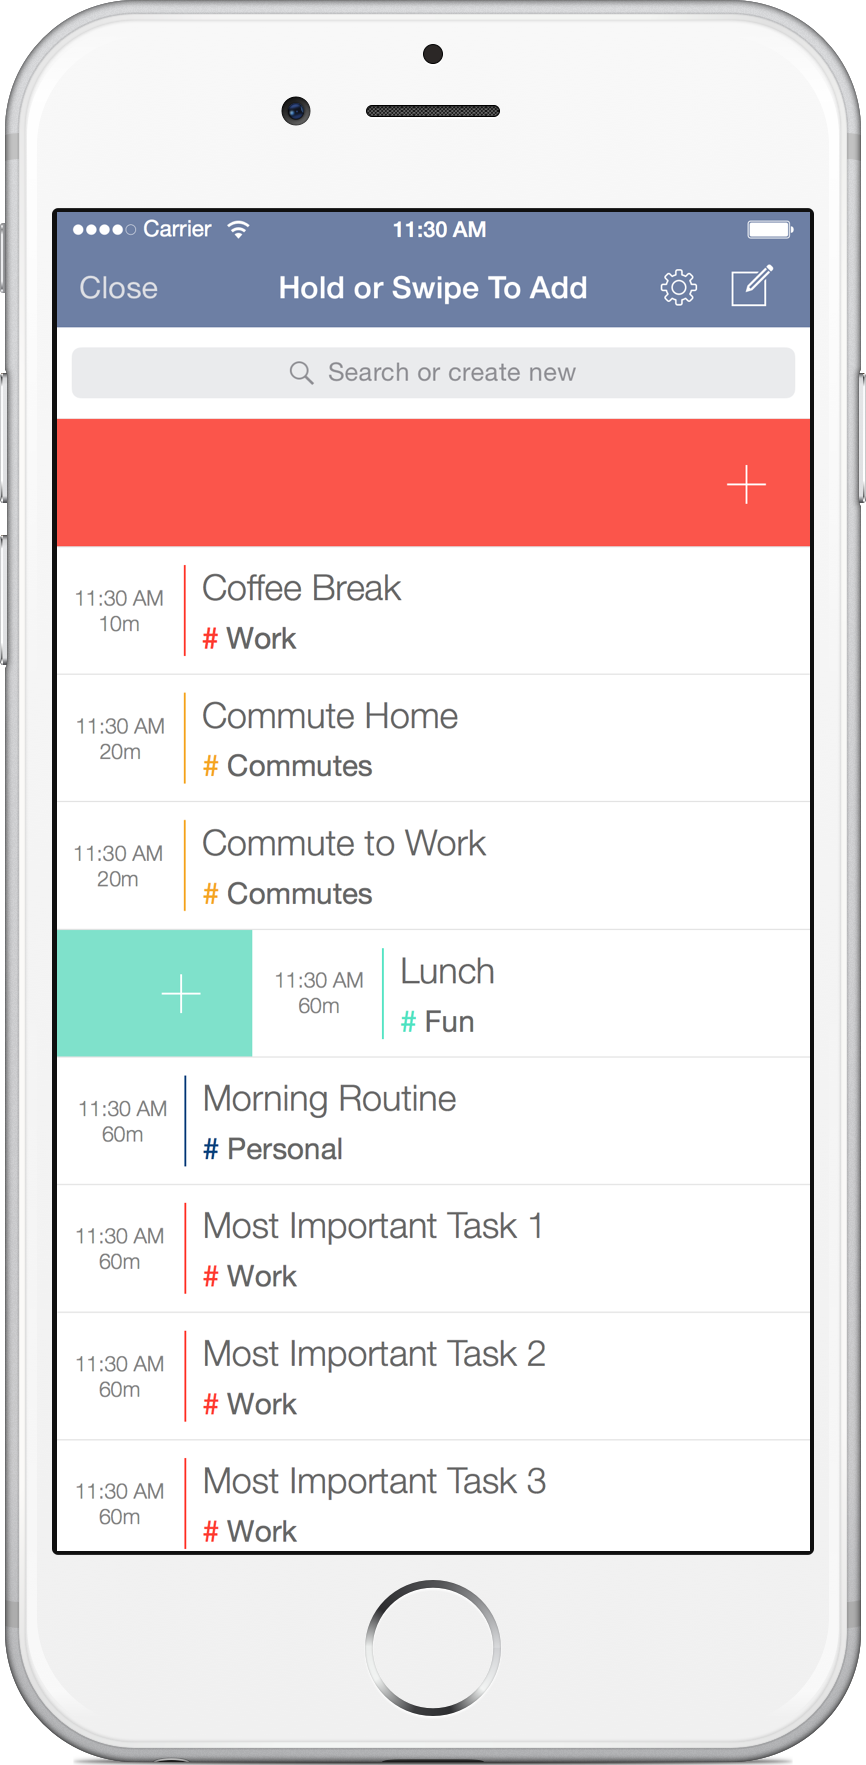 Carrier 11:30 AM
Close Hold or Swipe To Add
Search or create new
11:30 AM Coffee Break
10m # Work
11:30 AM Commute Home
20m # Commutes
11:30 AM Commute to Work
20m # Commutes
11:30 AM Lunch
60m # Fun
11:30 AM Morning Routine
60m # Personal
11:30 AM Most Important Task 1
60m # Work
11:30 AM Most Important Task 2
60m # Work
11:30 AM Most Important Task 3
60m # Work